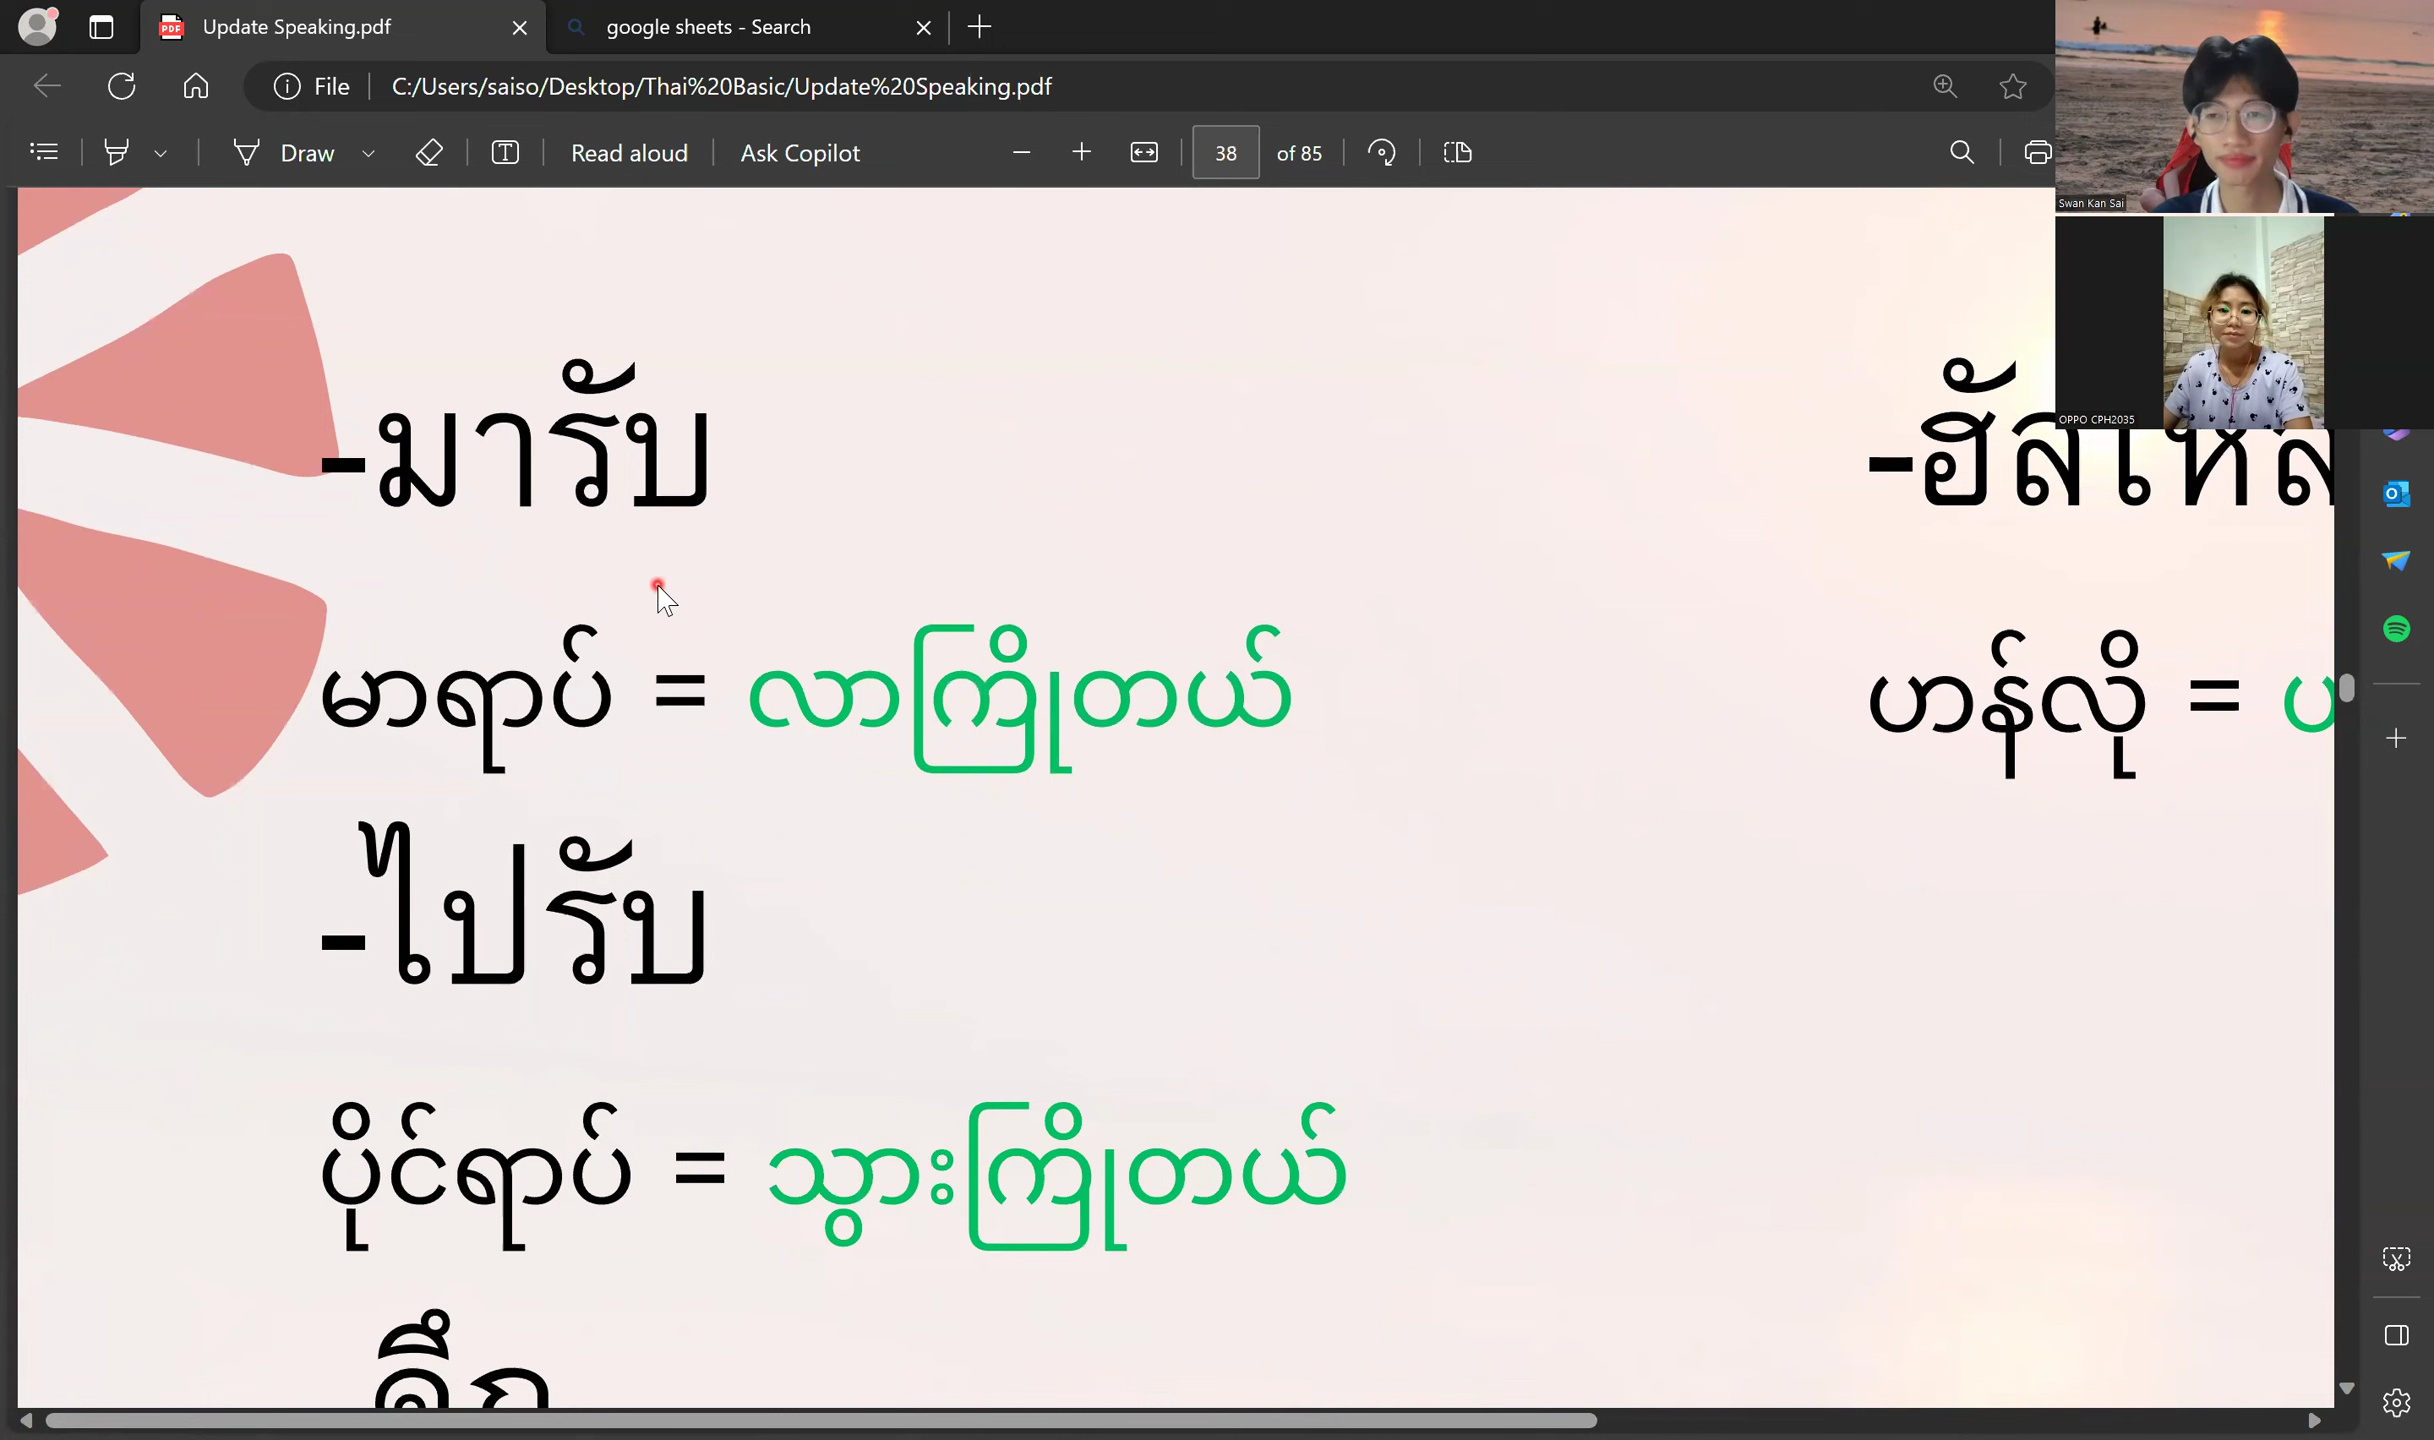 Update Speaking.pdf
google sheets - Search
File
C:/Users/saiso/Desktop/Thai%20Basic/Update%20Speaking.pdf
Draw
Read aloud
Ask Copilot
38 of 85
Swan Kan Sai
OPPO CPH2035
-มารับ
မာရာပ် = လာကြိုတယ်
-ไปรับ
ပိုင်ရာပ် = သွားကြိုတယ်
ဟန်လို =